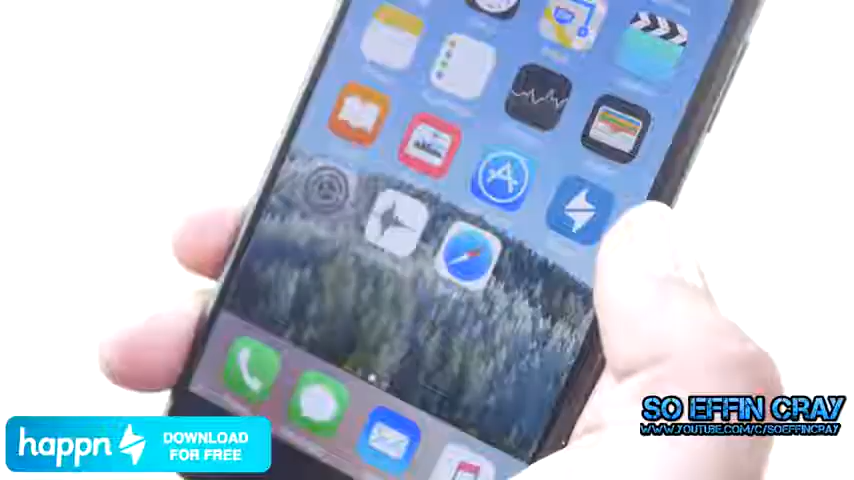 happn
DOWNLOAD
FOR FREE
SO EFFIN CRAY
WWW.YOUTUBE.COM/C/SOEFFINCRAY